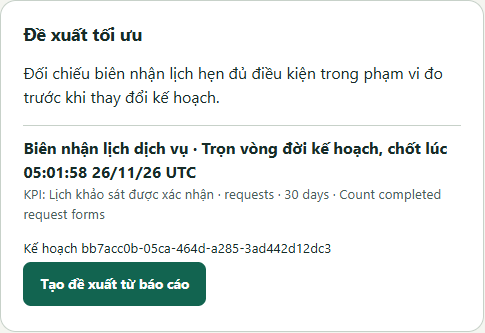 Đề xuất tối ưu
Đối chiếu biên nhận lịch hẹn đủ điều kiện trong phạm vi đo
trước khi thay đổi kế hoạch.
Biên nhận lịch dịch vụ · Trọn vòng đời kế hoạch, chốt lúc
05:01:58 26/11/26 UTC
KPI: Lịch khảo sát được xác nhận · requests · 30 days · Count completed
request forms
Kế hoạch bb7acc0b-05ca-464d-a285-3ad442d12dc3
Tạo đề xuất từ báo cáo